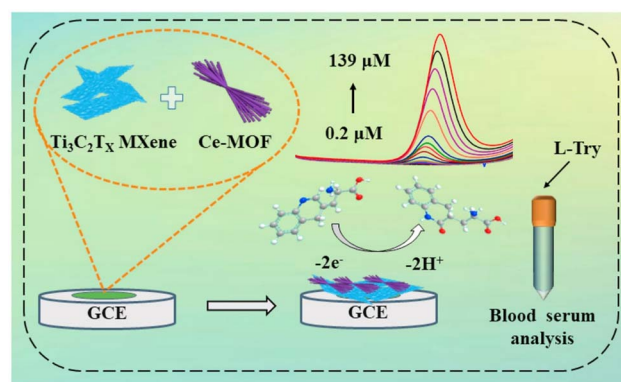 139 μM
0.2 μM
Ti₃C₂Tₓ MXene
Ce-MOF
L-Try
-2e⁻
-2H⁺
GCE
GCE
Blood serum
analysis